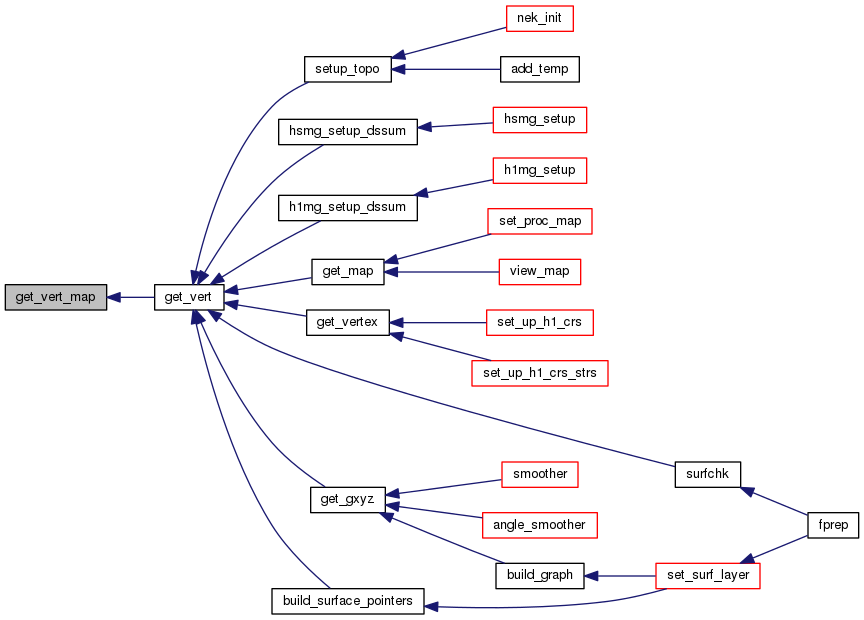 nek_init
setup_topo
add_temp
hsmg_setup_dssum
hsmg_setup
h1mg_setup
h1mg_setup_dssum
set_proc_map
get_map
view_map
get_vert_map
get_vert
get_vertex
set_up_h1_crs
set_up_h1_crs_strs
smoother
surfchk
get_gxyz
angle_smoother
fprep
build_graph
set_surf_layer
build_surface_pointers